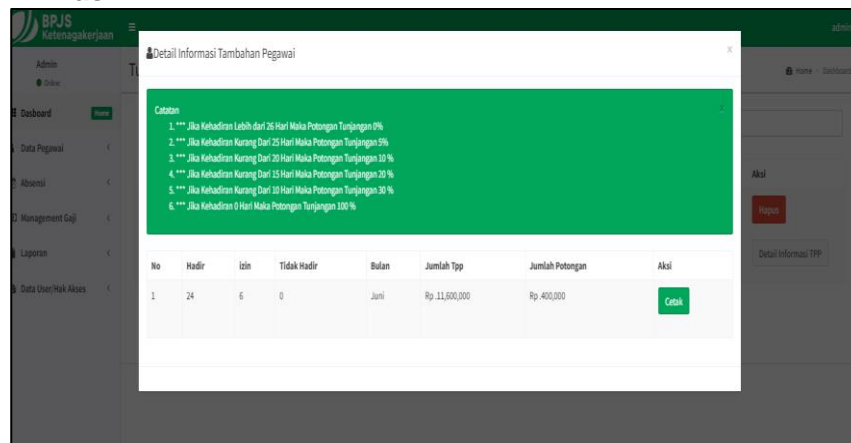 BPJS
Ketenagakerjaan
admin
Admin
Online
Detail Informasi Tambahan Pegawai
X
Tu
Home
Dashboard
Dasboard
Home
Data Pegawai
Absensi
Management Gaji
Laporan
Data User/Hak Akses
Catatan
x
1. *** Jika Kehadiran Lebih dari 26 Hari Maka Potongan Tunjangan 0%
2. *** Jika Kehadiran Kurang Dari 25 Hari Maka Potongan Tunjangan 5%
3. *** Jika Kehadiran Kurang Dari 20 Hari Maka Potongan Tunjangan 10 %
4. *** Jika Kehadiran Kurang Dari 15 Hari Maka Potongan Tunjangan 20 %
5. *** Jika Kehadiran Kurang Dari 10 Hari Maka Potongan Tunjangan 30 %
6. *** Jika Kehadiran 0 Hari Maka Potongan Tunjangan 100 %
Aksi
Hapus
Detail Informasi TPP
No Hadir izin Tidak Hadir Bulan Jumlah Tpp Jumlah Potongan Aksi
1 24 6 0 Juni Rp .11,600,000 Rp .400,000 Cetak